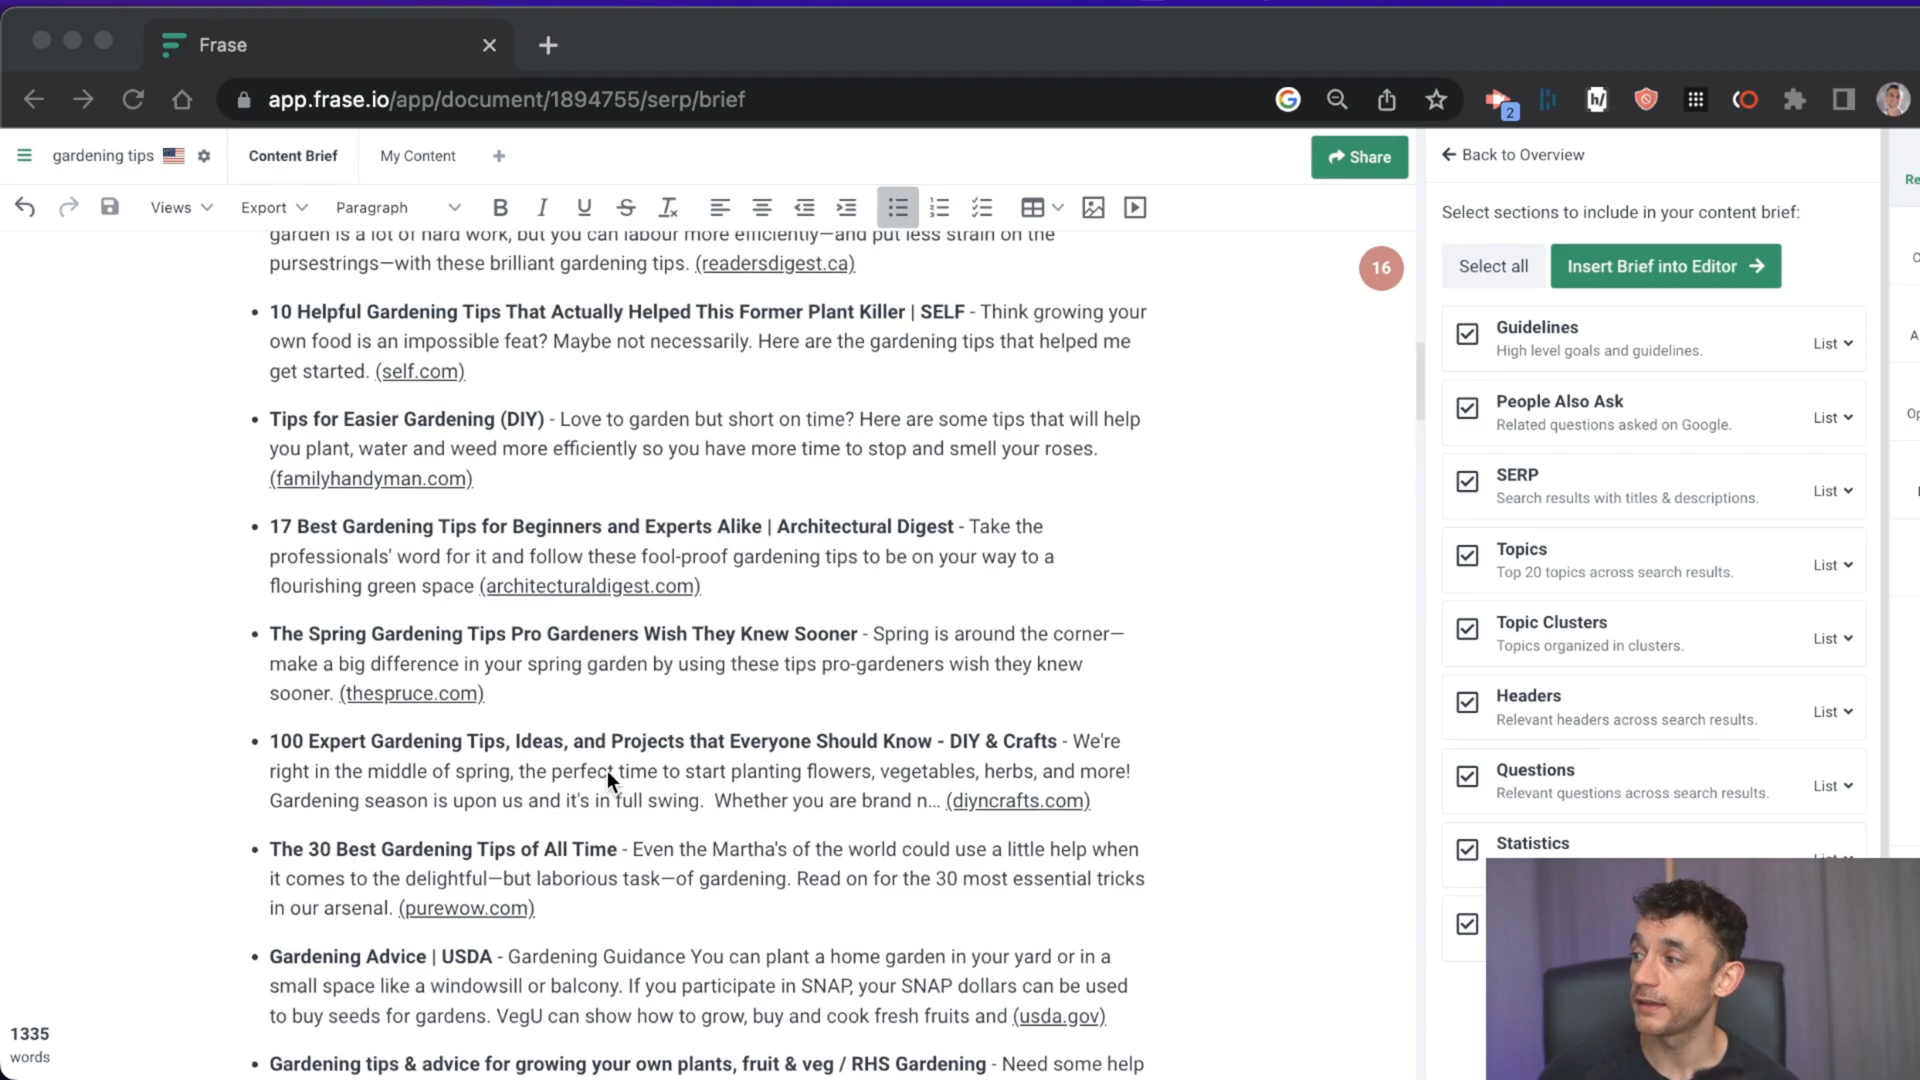 Frase
app.frase.io/app/document/1894755/serp/brief
2
gardening tips
Content Brief
My Content
Share
Back to Overview
Re
Views
Export
Paragraph
Select sections to include in your content brief:
Select all
Insert Brief into Editor
garden is a lot of hard work, but you can labour more efficiently—and put less strain on the
pursestrings—with these brilliant gardening tips. (readersdigest.ca)
16
• 10 Helpful Gardening Tips That Actually Helped This Former Plant Killer | SELF - Think growing your
own food is an impossible feat? Maybe not necessarily. Here are the gardening tips that helped me
get started. (self.com)
• Tips for Easier Gardening (DIY) - Love to garden but short on time? Here are some tips that will help
you plant, water and weed more efficiently so you have more time to stop and smell your roses.
(familyhandyman.com)
• 17 Best Gardening Tips for Beginners and Experts Alike | Architectural Digest - Take the
professionals' word for it and follow these fool-proof gardening tips to be on your way to a
flourishing green space (architecturaldigest.com)
• The Spring Gardening Tips Pro Gardeners Wish They Knew Sooner - Spring is around the corner—
make a big difference in your spring garden by using these tips pro-gardeners wish they knew
sooner. (thespruce.com)
• 100 Expert Gardening Tips, Ideas, and Projects that Everyone Should Know - DIY & Crafts - We're
right in the middle of spring, the perfect time to start planting flowers, vegetables, herbs, and more!
Gardening season is upon us and it's in full swing.  Whether you are brand n... (diyncrafts.com)
• The 30 Best Gardening Tips of All Time - Even the Martha's of the world could use a little help when
it comes to the delightful—but laborious task—of gardening. Read on for the 30 most essential tricks
in our arsenal. (purewow.com)
• Gardening Advice | USDA - Gardening Guidance You can plant a home garden in your yard or in a
small space like a windowsill or balcony. If you participate in SNAP, your SNAP dollars can be used
to buy seeds for gardens. VegU can show how to grow, buy and cook fresh fruits and (usda.gov)
• Gardening tips & advice for growing your own plants, fruit & veg / RHS Gardening - Need some help
1335
words
Guidelines
High level goals and guidelines.
List
People Also Ask
Related questions asked on Google.
List
SERP
Search results with titles & descriptions.
List
Topics
Top 20 topics across search results.
List
Topic Clusters
Topics organized in clusters.
List
Headers
Relevant headers across search results.
List
Questions
Relevant questions across search results.
List
Statistics